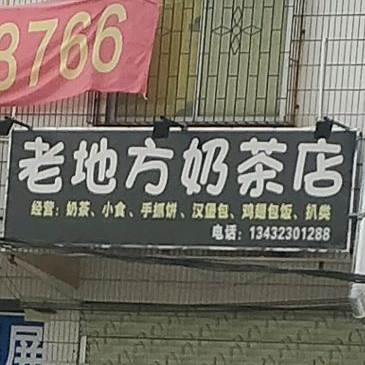 8766
老地方奶茶店
经营：奶茶、小食、手抓饼、汉堡包、鸡翅包饭、扒类
电话：13432301288
屏